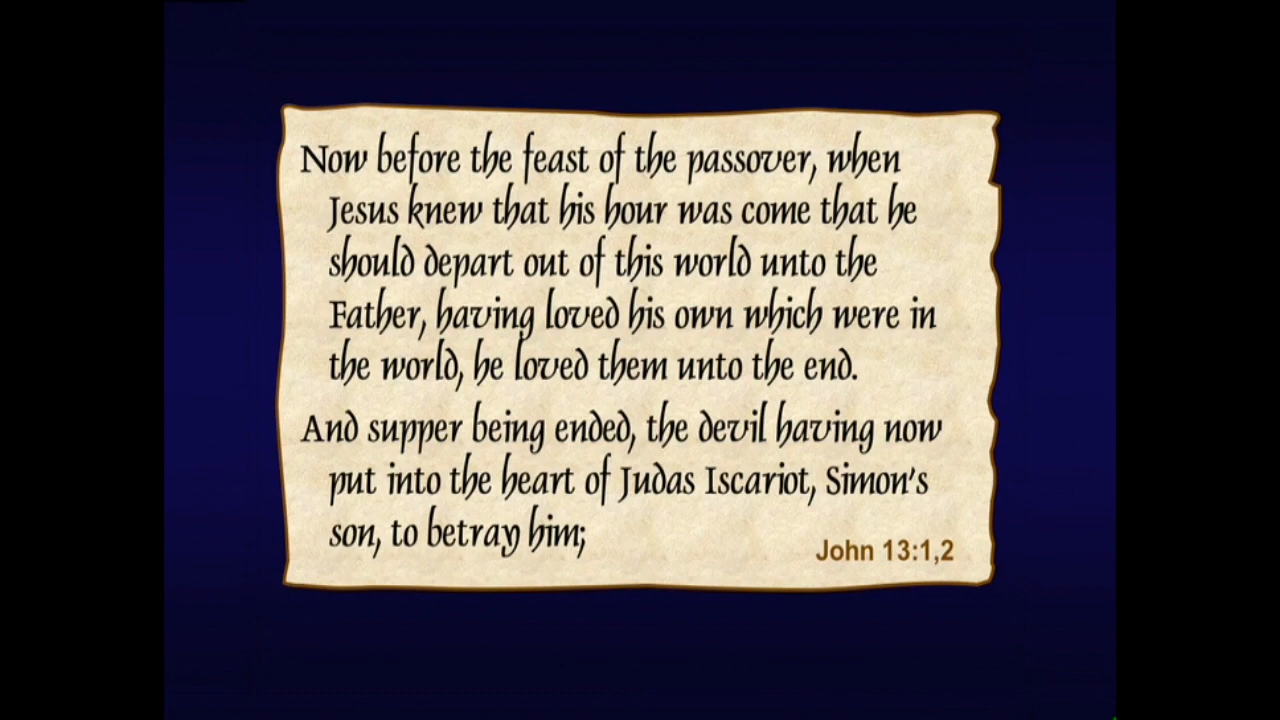 Now before the feast of the passover, when
Jesus knew that his hour was come that he
should depart out of this world unto the
Father, having loved his own which were in
the world, he loved them unto the end.
And supper being ended, the devil having now
put into the heart of Judas Iscariot, Simon's
son, to betray him;
John 13:1,2